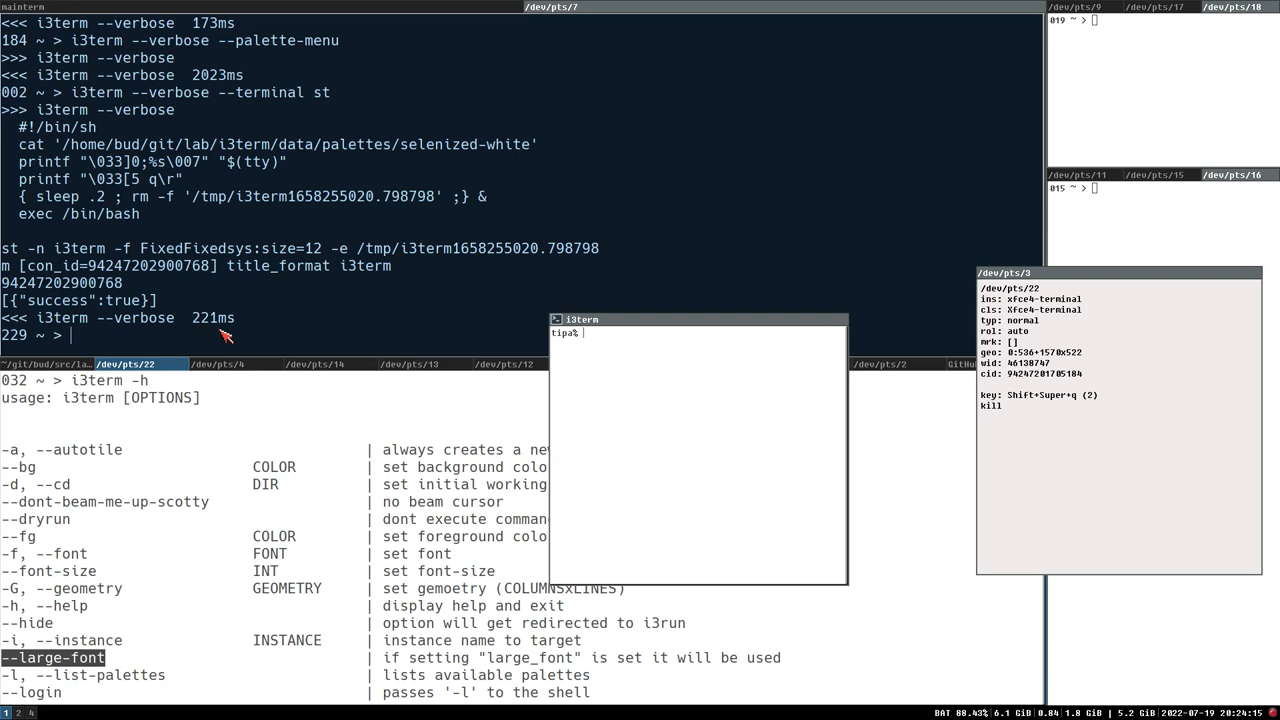 mainterm
/dev/pts/7
<<< i3term --verbose  173ms
184 ~ > i3term --verbose --palette-menu
>>> i3term --verbose
<<< i3term --verbose  2023ms
002 ~ > i3term --verbose --terminal st
>>> i3term --verbose
#!/bin/sh
cat '/home/bud/git/lab/i3term/data/palettes/selenized-white'
printf "\033]0;%s\007" "$(tty)"
printf "\033[5 q\r"
{ sleep .2 ; rm -f '/tmp/i3term1658255020.798798' ;} &
exec /bin/bash
st -n i3term -f FixedFixedsys:size=12 -e /tmp/i3term1658255020.798798
m [con_id=94247202900768] title_format i3term
94247202900768
[{"success":true}]
<<< i3term --verbose  221ms
229 ~ >
/dev/pts/9 /dev/pts/17 /dev/pts/18
019 ~ >
/dev/pts/11 /dev/pts/15 /dev/pts/16
015 ~ >
/dev/pts/3
/dev/pts/22
ins: xfce4-terminal
cls: Xfce4-terminal
typ: normal
rol: auto
mrk: []
geo: 0:536+1570x522
wid: 46138747
cid: 94247201705184
key: Shift+Super+q (2)
kill
i3term
tipa%
~/git/bud/src/la... /dev/pts/22 /dev/pts/4 /dev/pts/14 /dev/pts/13 /dev/pts/12 /dev/pts/2 GitHu
032 ~ > i3term -h
usage: i3term [OPTIONS]
-a, --autotile | always creates a ne
--bg COLOR | set background colo
-d, --cd DIR | set initial working
--dont-beam-me-up-scotty | no beam cursor
--dryrun | dont execute comman
--fg COLOR | set foreground colo
-f, --font FONT | set font
--font-size INT | set font-size
-G, --geometry GEOMETRY | set gemoetry (COLUMNSxLINES)
-h, --help | display help and exit
--hide | option will get redirected to i3run
-i, --instance INSTANCE | instance name to target
--large-font | if setting "large_font" is set it will be used
-l, --list-palettes | lists available palettes
--login | passes '-l' to the shell
1 2 4
BAT 88.43% | 6.1 GiB | 0.84 | 1.8 GiB | 5.2 GiB | 2022-07-19 20:24:15